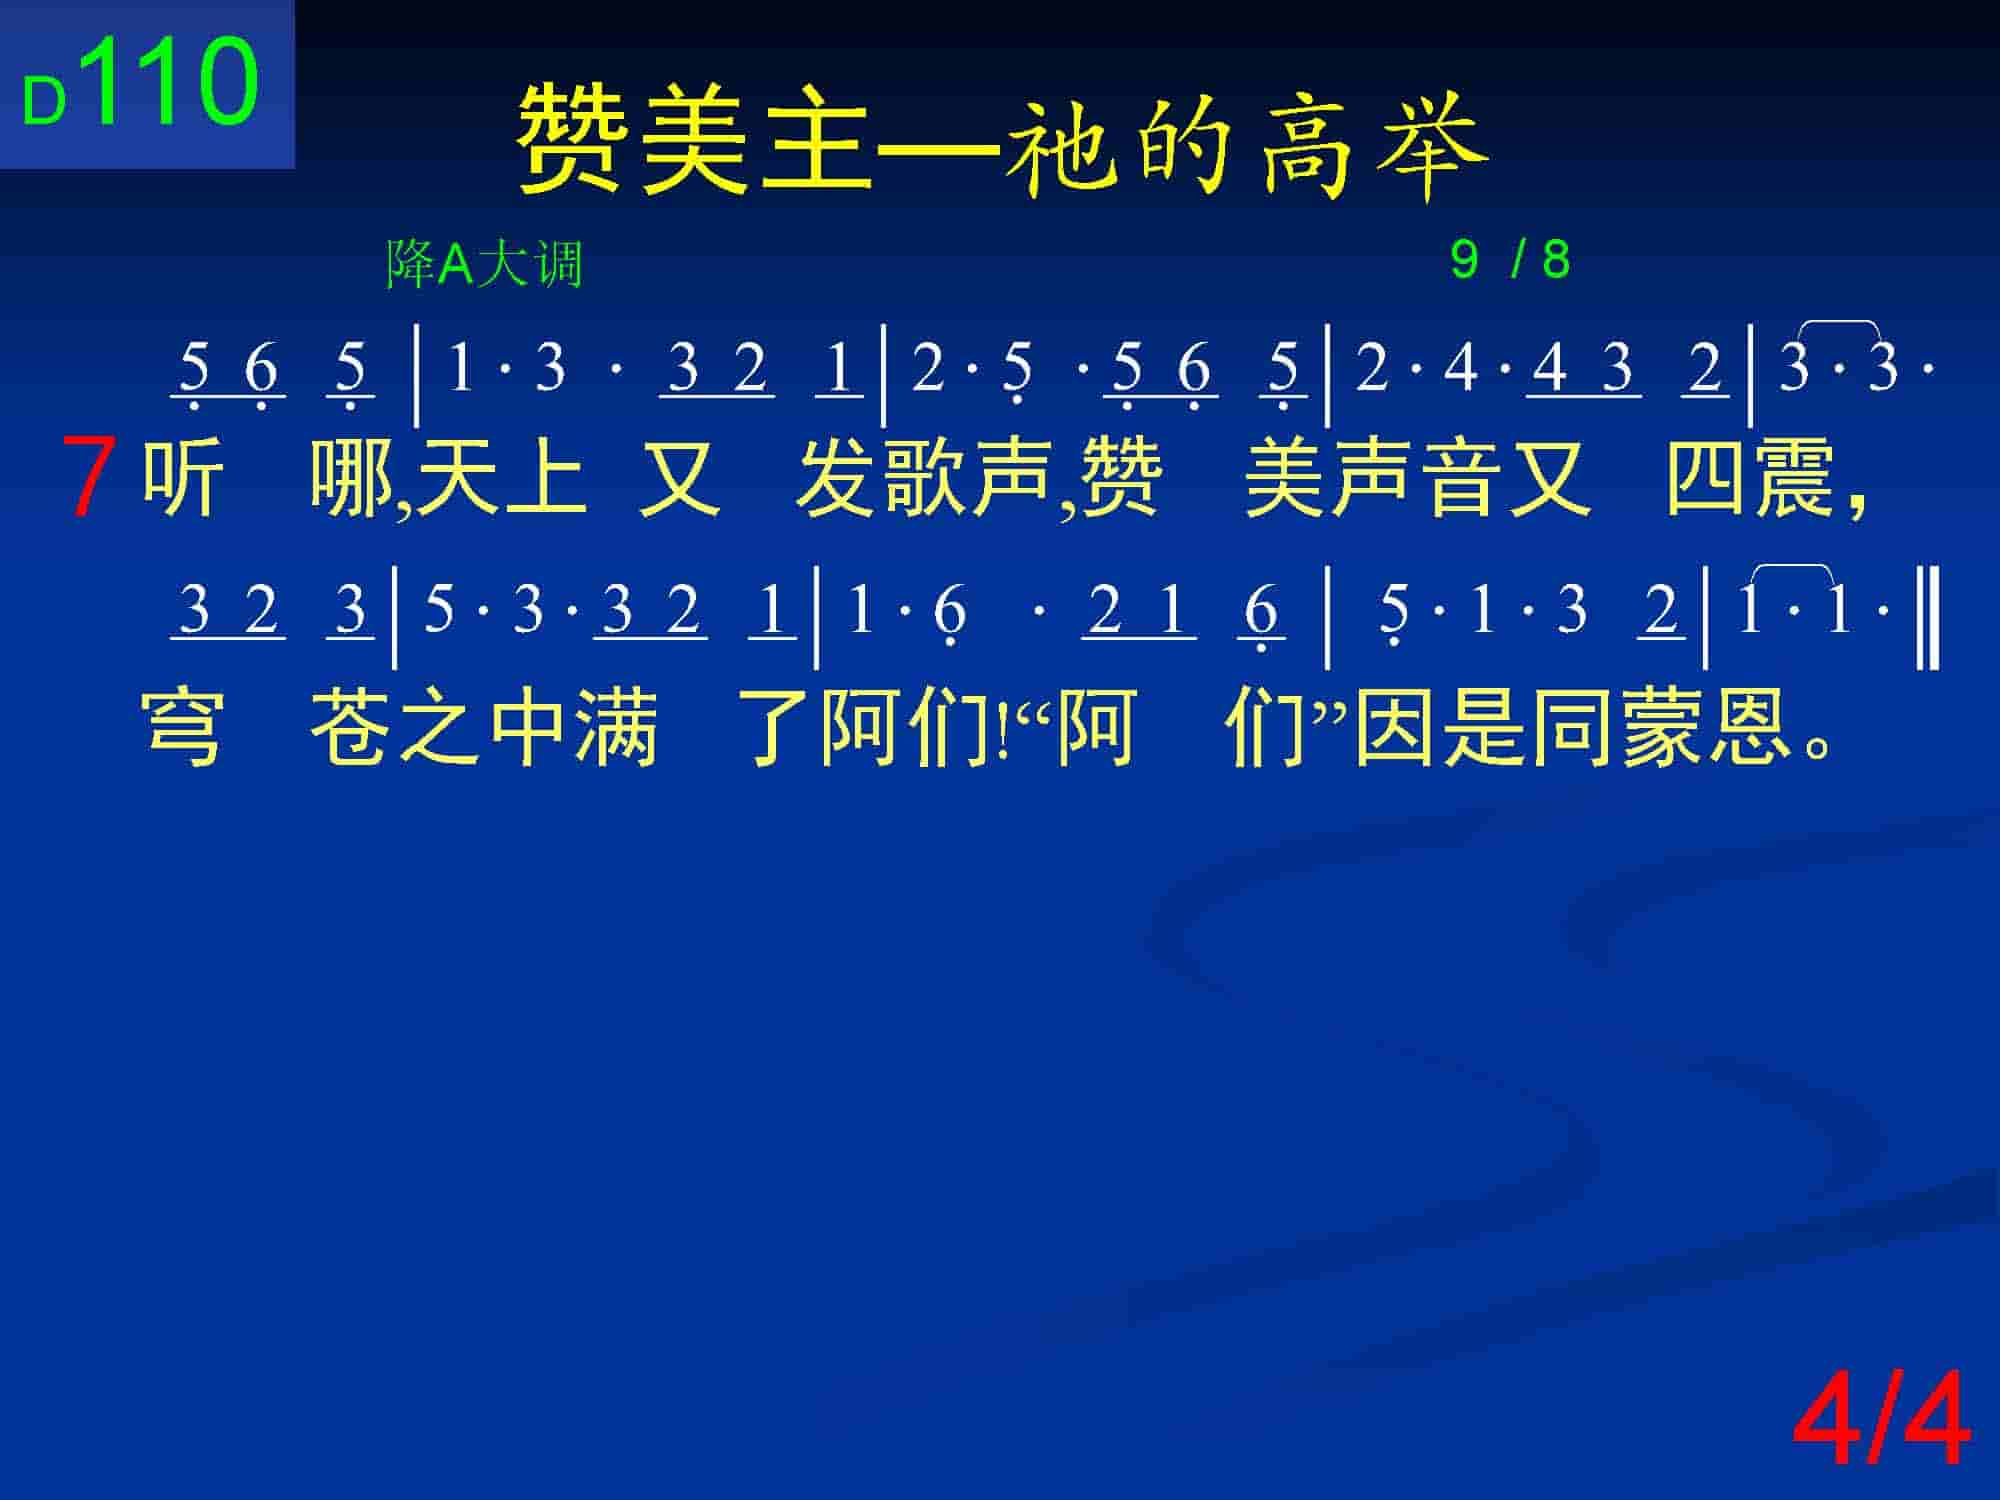 D110
赞美主—祂的高举
降A大调 9 / 8
5 6 5 | 1 · 3 · 3 2 1 | 2 · 5 · 5 6 5 | 2 · 4 · 4 3 2 | 3 · 3 ·
7 听 哪,天上 又 发歌声,赞 美声音又 四震，
3 2 3 | 5 · 3 · 3 2 1 | 1 · 6 · 2 1 6 | 5 · 1 · 3 2 | 1 · 1 · ‖
穹 苍之中满 了阿们!“阿 们”因是同蒙恩。
4/4